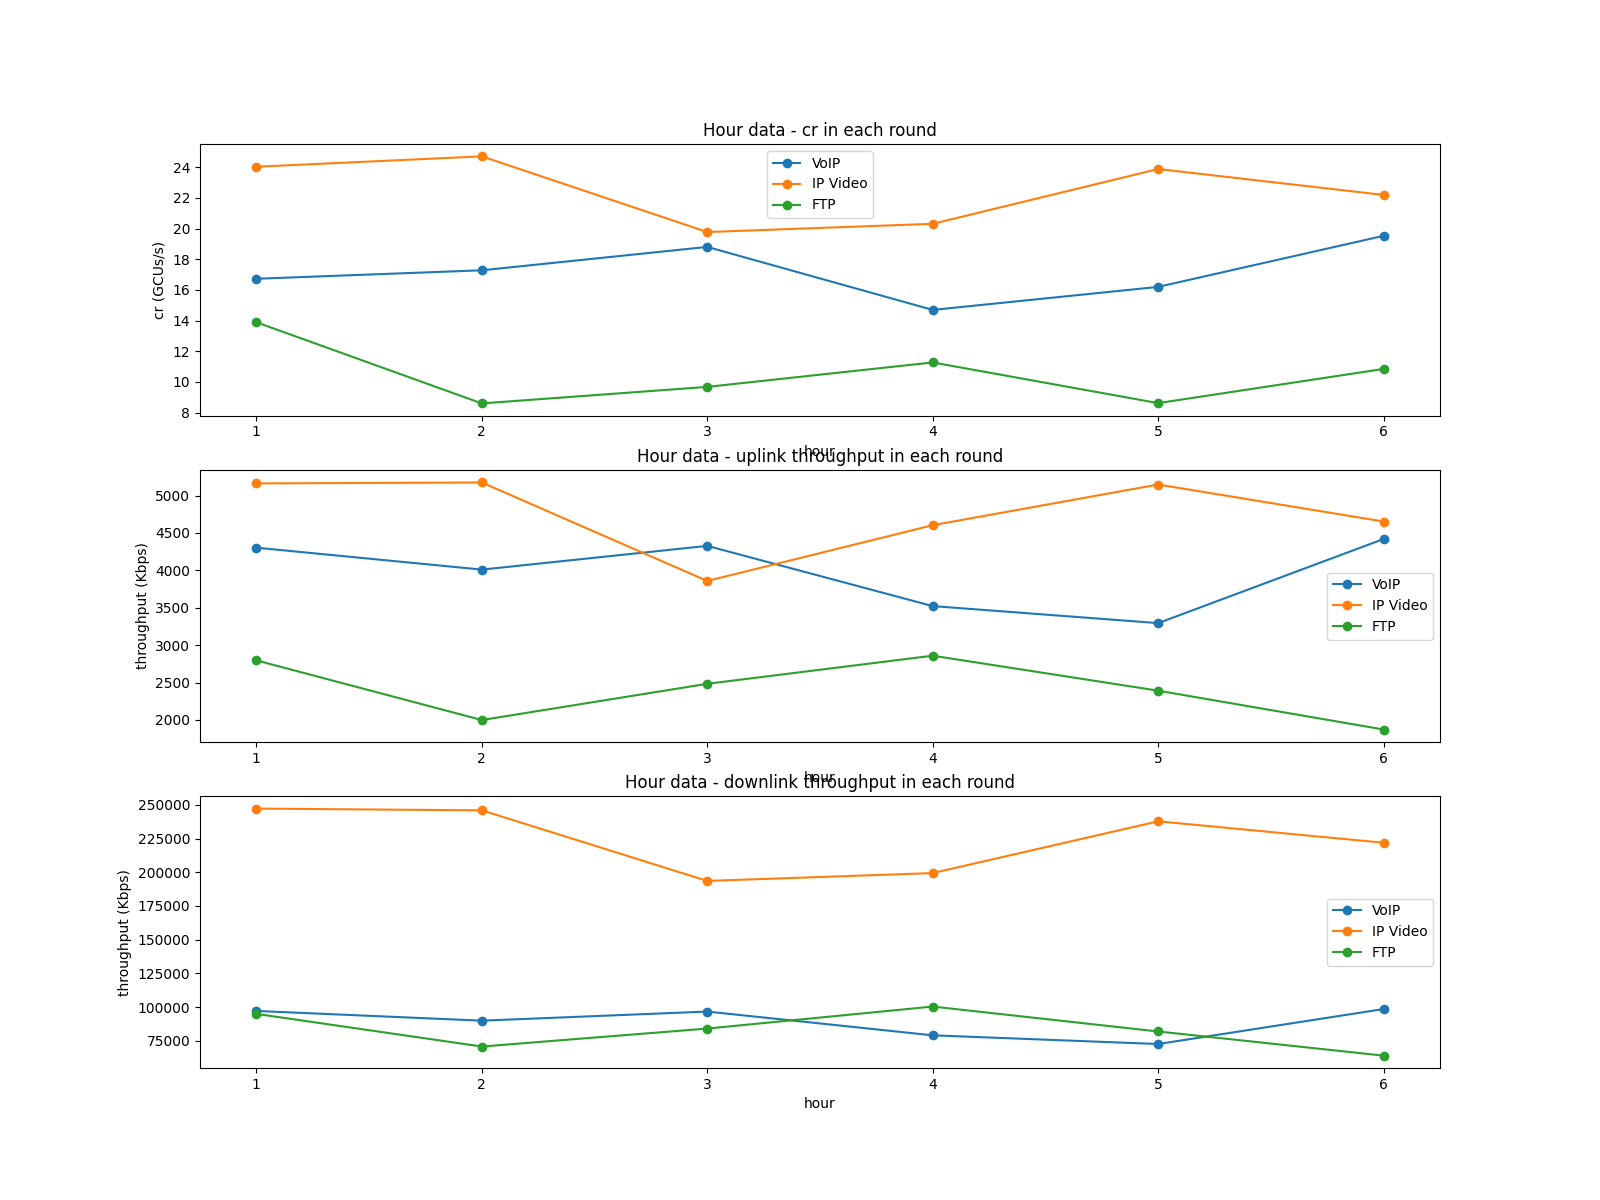 Hour data - cr in each round
cr (GCUs/s)
24
22
20
18
16
14
12
10
8
VoIP
IP Video
FTP
1 2 3 4 5 6
hour
Hour data - uplink throughput in each round
throughput (Kbps)
5000
4500
4000
3500
3000
2500
2000
VoIP
IP Video
FTP
1 2 3 4 5 6
hour
Hour data - downlink throughput in each round
throughput (Kbps)
250000
225000
200000
175000
150000
125000
100000
75000
VoIP
IP Video
FTP
1 2 3 4 5 6
hour